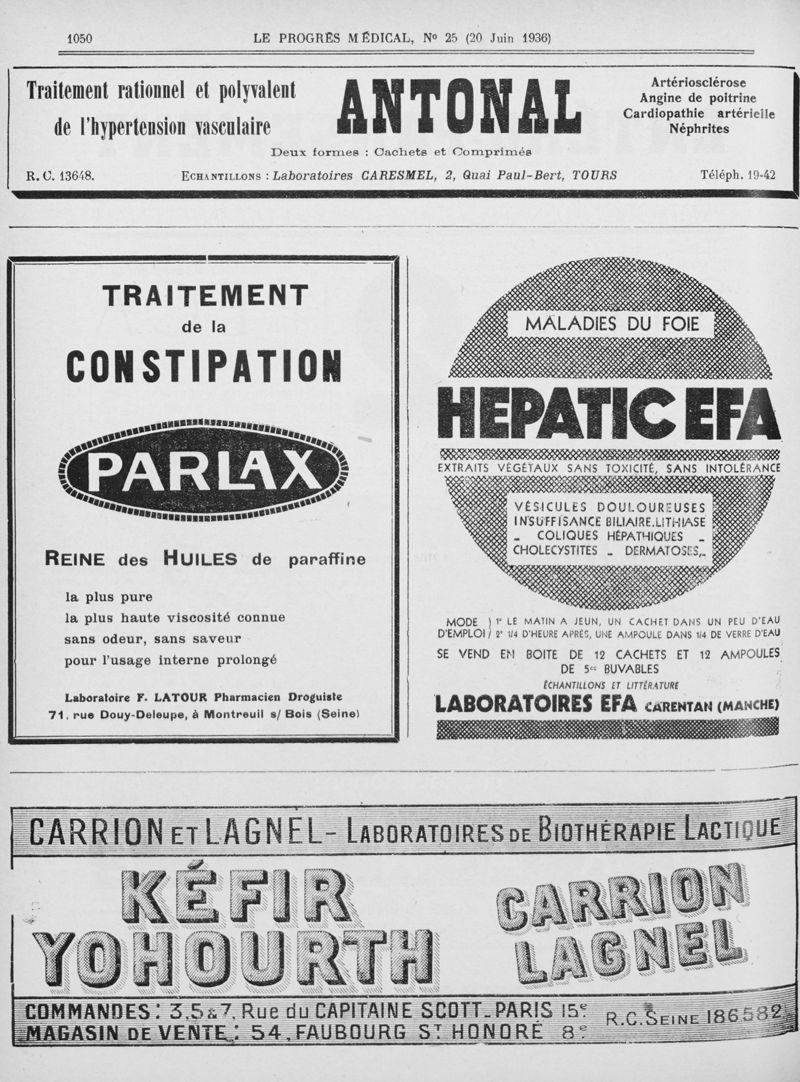 1050
LE PROGRÈS MÉDICAL, Nº 25 (20 Juin 1936)
Traitement rationnel et polyvalent
de l'hypertension vasculaire
ANTONAL
Artériosclérose
Angine de poitrine
Cardiopathie artérielle
Néphrites
Deux formes : Cachets et Comprimés
R. C. 13648.
ECHANTILLONS : Laboratoires CARESMEL, 2, Quai Paul-Bert, TOURS
Téléph. 19-42
TRAITEMENT
de la
CONSTIPATION
PARLAX
REINE des HUILES de paraffine
la plus pure
la plus haute viscosité connue
sans odeur, sans saveur
pour l'usage interne prolongé
Laboratoire F. LATOUR Pharmacien Droguiste
71, rue Douy-Deleupe, à Montreuil s/ Bois (Seine)
MALADIES DU FOIE
HEPATIC EFA
EXTRAITS VÉGÉTAUX SANS TOXICITÉ, SANS INTOLÉRANCE
VÉSICULES DOULOUREUSES
INSUFFISANCE BILIAIRE.LITHIASE
_ COLIQUES HÉPATHIQUES _
CHOLECYSTITES _ DERMATOSES,_
MODE ) 1º LE MATIN A JEUN, UN CACHET DANS UN PEU D'EAU
D'EMPLOI ) 2º 1/4 D'HEURE APRÈS, UNE AMPOULE DANS 1/4 DE VERRE D'EAU
SE VEND EN BOITE DE 12 CACHETS ET 12 AMPOULES
DE 5cc BUVABLES
ÉCHANTILLONS ET LITTÉRATURE
LABORATOIRES EFA CARENTAN (MANCHE)
CARRION ET LAGNEL - LABORATOIRES DE BIOTHÉRAPIE LACTIQUE
KÉFIR
YOHOURTH
CARRION
LAGNEL
COMMANDES: 3,5 & 7, Rue du CAPITAINE SCOTT_PARIS 15e
MAGASIN DE VENTE: 54, FAUBOURG ST HONORÉ 8e
R.C. SEINE 186582